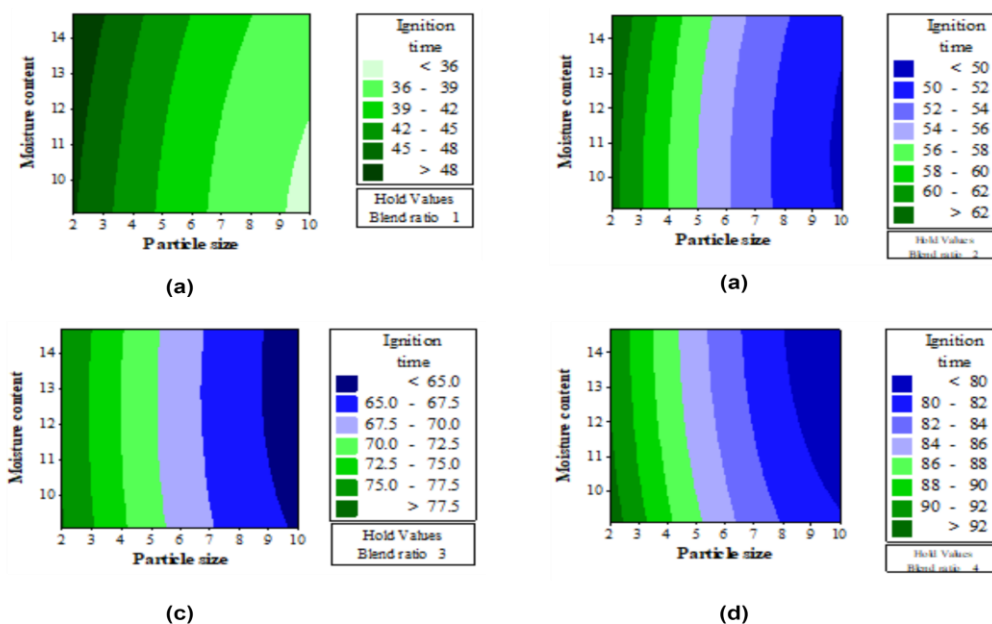 Ignition
time
< 36
36 - 39
39 - 42
42 - 45
45 - 48
> 48
Hold Values
Blend ratio 1
Moisture content
14
13
12
11
10
2 3 4 5 6 7 8 9 10
Particle size
(a)
Ignition
time
< 50
50 - 52
52 - 54
54 - 56
56 - 58
58 - 60
60 - 62
> 62
Hold Values
Blend ratio 2
Moisture content
14
13
12
11
10
2 3 4 5 6 7 8 9 10
Particle size
(a)
Ignition
time
< 65.0
65.0 - 67.5
67.5 - 70.0
70.0 - 72.5
72.5 - 75.0
75.0 - 77.5
> 77.5
Hold Values
Blend ratio 3
Moisture content
14
13
12
11
10
2 3 4 5 6 7 8 9 10
Particle size
(c)
Ignition
time
< 80
80 - 82
82 - 84
84 - 86
86 - 88
88 - 90
90 - 92
> 92
Hold Values
Blend ratio 4
Moisture content
14
13
12
11
10
2 3 4 5 6 7 8 9 10
Particle size
(d)